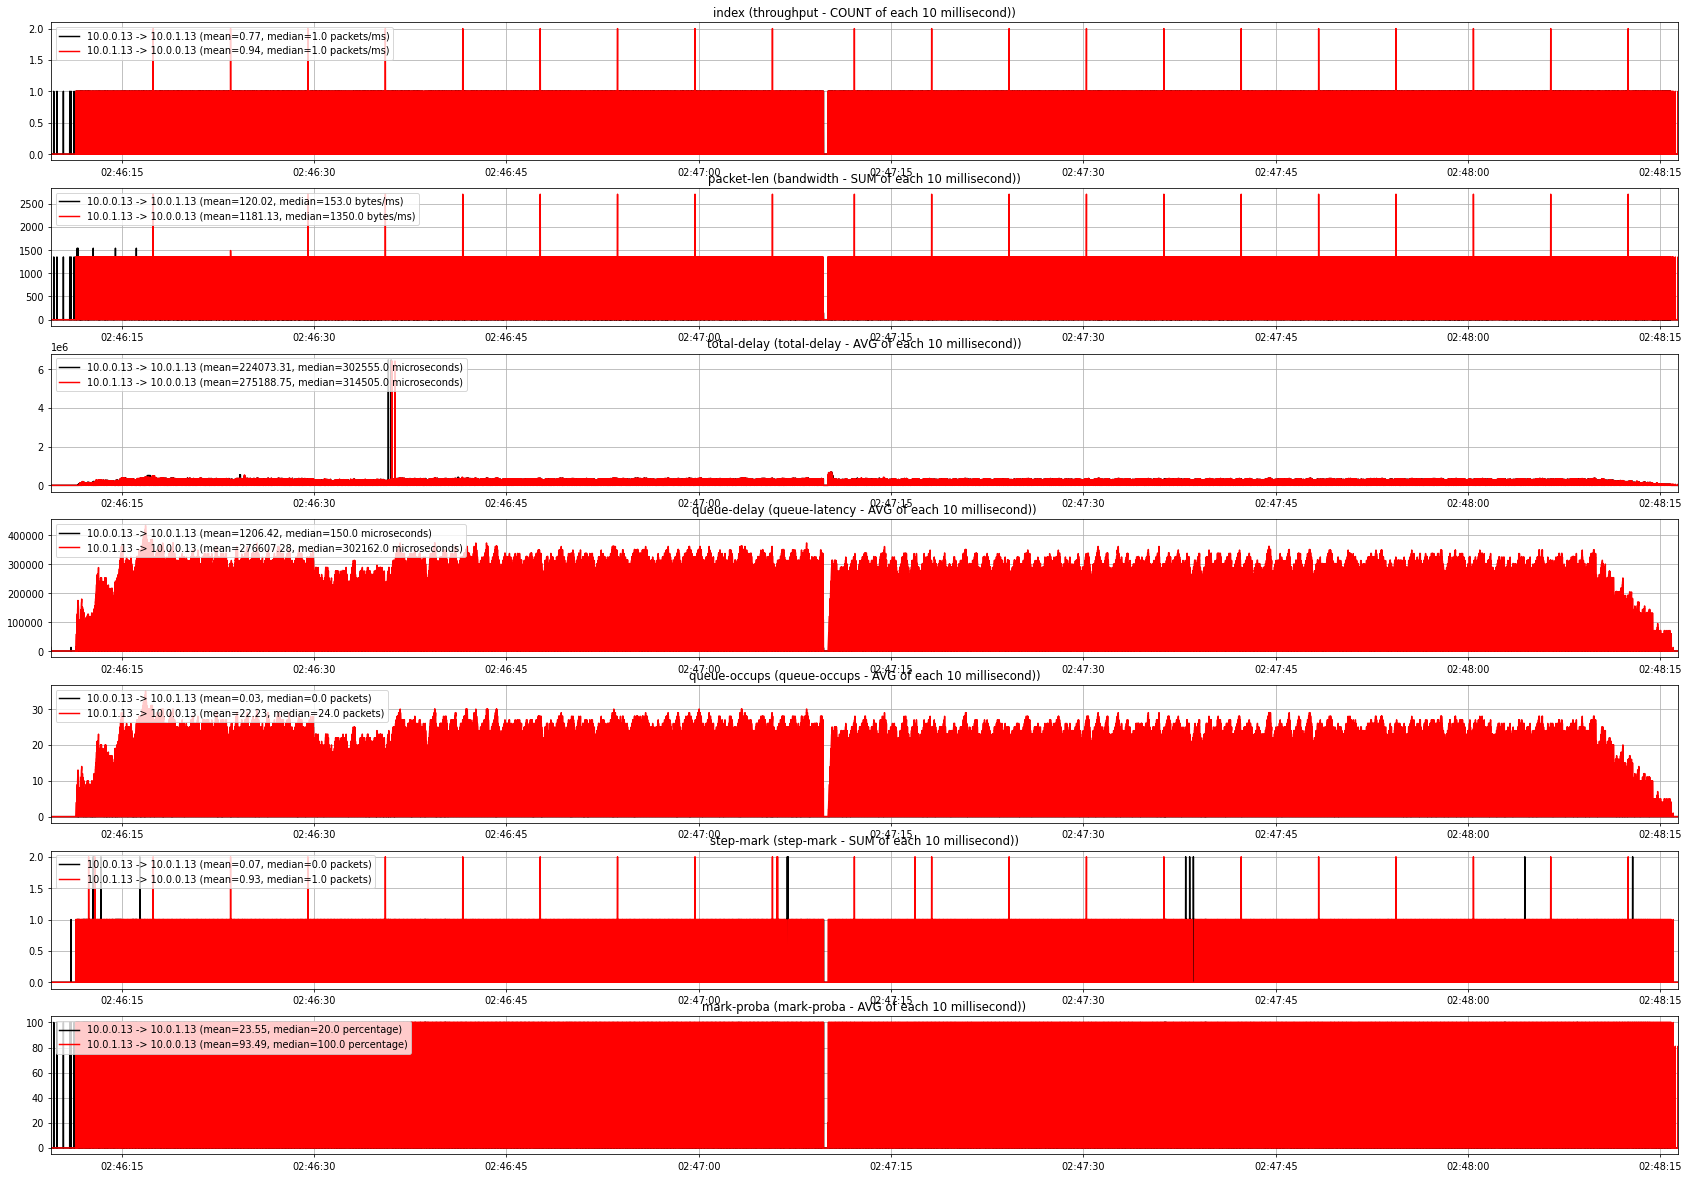 index (throughput - COUNT of each 10 millisecond))
10.0.0.13 -> 10.0.1.13 (mean=0.77, median=1.0 packets/ms)
10.0.1.13 -> 10.0.0.13 (mean=0.94, median=1.0 packets/ms)
2.0
1.5
1.0
0.5
0.0
02:46:15 02:46:30 02:46:45 02:47:00 02:47:15 02:47:30 02:47:45 02:48:00 02:48:15
packet-len (bandwidth - SUM of each 10 millisecond))
10.0.0.13 -> 10.0.1.13 (mean=120.02, median=153.0 bytes/ms)
10.0.1.13 -> 10.0.0.13 (mean=1181.13, median=1350.0 bytes/ms)
2500
2000
1500
1000
500
0
02:46:15 02:46:30 02:46:45 02:47:00 02:47:15 02:47:30 02:47:45 02:48:00 02:48:15
1e6
total-delay (total-delay - AVG of each 10 millisecond))
10.0.0.13 -> 10.0.1.13 (mean=224073.31, median=302555.0 microseconds)
10.0.1.13 -> 10.0.0.13 (mean=275188.75, median=314505.0 microseconds)
6
4
2
0
02:46:15 02:46:30 02:46:45 02:47:00 02:47:15 02:47:30 02:47:45 02:48:00 02:48:15
queue-delay (queue-latency - AVG of each 10 millisecond))
10.0.0.13 -> 10.0.1.13 (mean=1206.42, median=150.0 microseconds)
10.0.1.13 -> 10.0.0.13 (mean=276607.28, median=302162.0 microseconds)
400000
300000
200000
100000
0
02:46:15 02:46:30 02:46:45 02:47:00 02:47:15 02:47:30 02:47:45 02:48:00 02:48:15
queue-occups (queue-occups - AVG of each 10 millisecond))
10.0.0.13 -> 10.0.1.13 (mean=0.03, median=0.0 packets)
10.0.1.13 -> 10.0.0.13 (mean=22.23, median=24.0 packets)
30
20
10
0
02:46:15 02:46:30 02:46:45 02:47:00 02:47:15 02:47:30 02:47:45 02:48:00 02:48:15
step-mark (step-mark - SUM of each 10 millisecond))
10.0.0.13 -> 10.0.1.13 (mean=0.07, median=0.0 packets)
10.0.1.13 -> 10.0.0.13 (mean=0.93, median=1.0 packets)
2.0
1.5
1.0
0.5
0.0
02:46:15 02:46:30 02:46:45 02:47:00 02:47:15 02:47:30 02:47:45 02:48:00 02:48:15
mark-proba (mark-proba - AVG of each 10 millisecond))
10.0.0.13 -> 10.0.1.13 (mean=23.55, median=20.0 percentage)
10.0.1.13 -> 10.0.0.13 (mean=93.49, median=100.0 percentage)
100
80
60
40
20
0
02:46:15 02:46:30 02:46:45 02:47:00 02:47:15 02:47:30 02:47:45 02:48:00 02:48:15